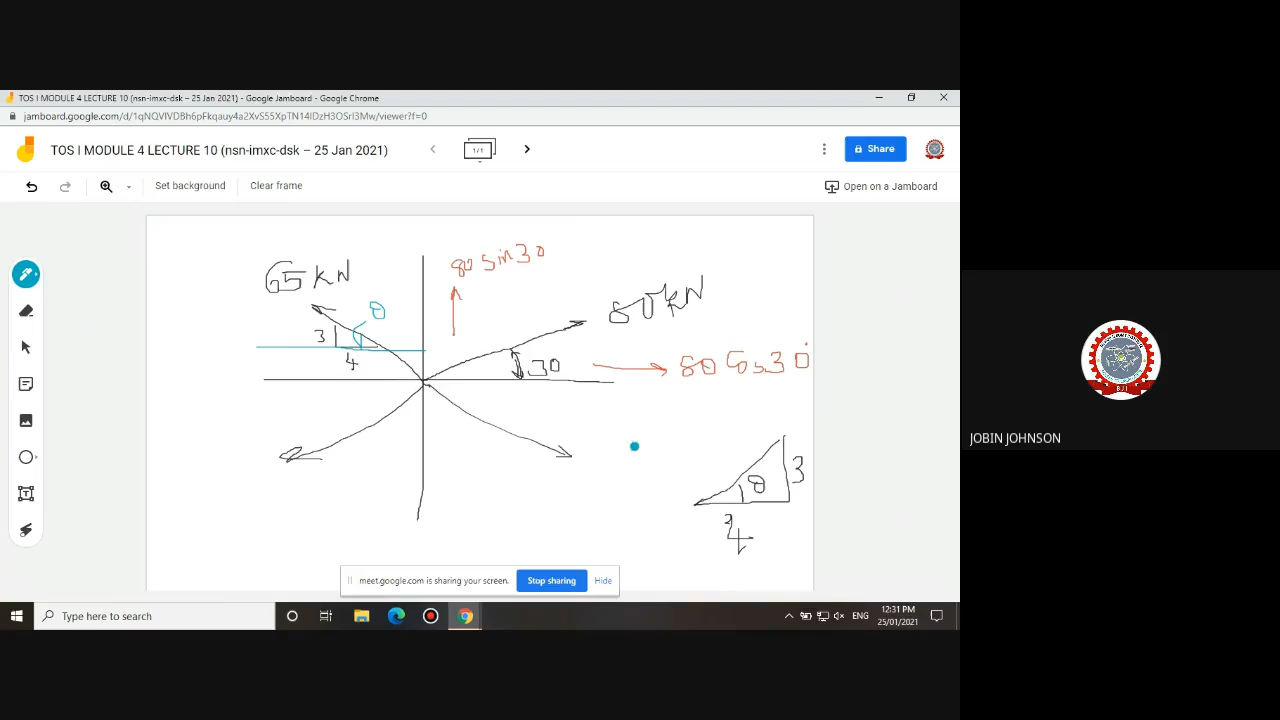 TOS I MODULE 4 LECTURE 10 (nsn-imxc-dsk – 25 Jan 2021) - Google Jamboard - Google Chrome
jamboard.google.com/d/1qNQVIVDBh6pFkqauy4a2XvS55XpTN14IDzH3OSrI3Mw/viewer?f=0
TOS I MODULE 4 LECTURE 10 (nsn-imxc-dsk – 25 Jan 2021)
1/1
Share
Set background
Clear frame
Open on a Jamboard
80 sin 30
65 kN
θ
80 kN
3
4
30
80 Cos 30°
θ
3
4
JOBIN JOHNSON
BJI
meet.google.com is sharing your screen.
Stop sharing
Hide
Type here to search
ENG
12:31 PM
25/01/2021